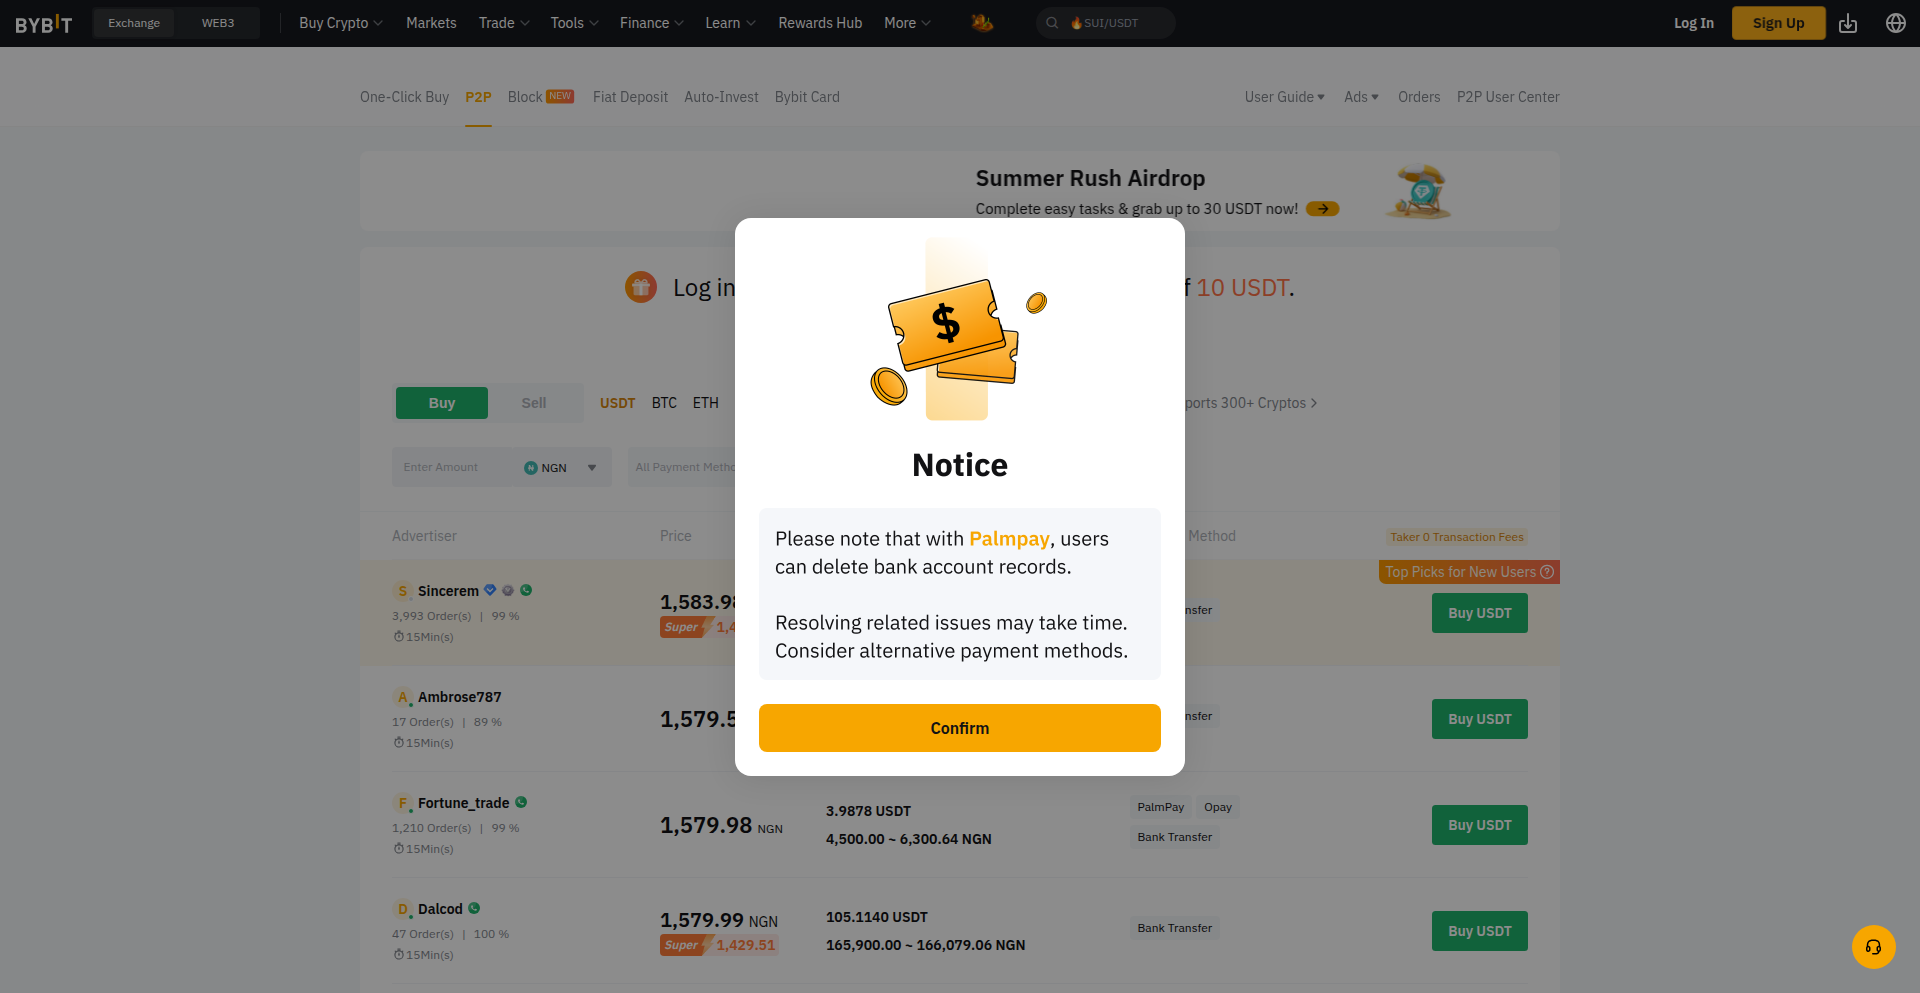 BYBIT
Exchange WEB3
Buy Crypto Markets Trade Tools Finance Learn Rewards Hub More
🔥SUI/USDT
Log In Sign Up
One-Click Buy P2P Block NEW Fiat Deposit Auto-Invest Bybit Card
User Guide Ads Orders P2P User Center
Summer Rush Airdrop
Complete easy tasks & grab up to 30 USDT now!
Log in
10 USDT.
Buy Sell USDT BTC ETH
ports 300+ Cryptos >
Enter Amount NGN All Payment Metho
Advertiser Price Method Taker 0 Transaction Fees
Top Picks for New Users
Sincerem
3,993 Order(s) | 99 %
15Min(s)
1,583.9
Super 1,4
nsfer
Buy USDT
Ambrose787
17 Order(s) | 89 %
15Min(s)
1,579.5
nsfer
Buy USDT
Fortune_trade
1,210 Order(s) | 99 %
15Min(s)
1,579.98 NGN
3.9878 USDT
4,500.00 ~ 6,300.64 NGN
PalmPay Opay
Bank Transfer
Buy USDT
Dalcod
47 Order(s) | 100 %
15Min(s)
1,579.99 NGN
Super 1,429.51
105.1140 USDT
165,900.00 ~ 166,079.06 NGN
Bank Transfer
Buy USDT
$
Notice
Please note that with Palmpay, users
can delete bank account records.
Resolving related issues may take time.
Consider alternative payment methods.
Confirm